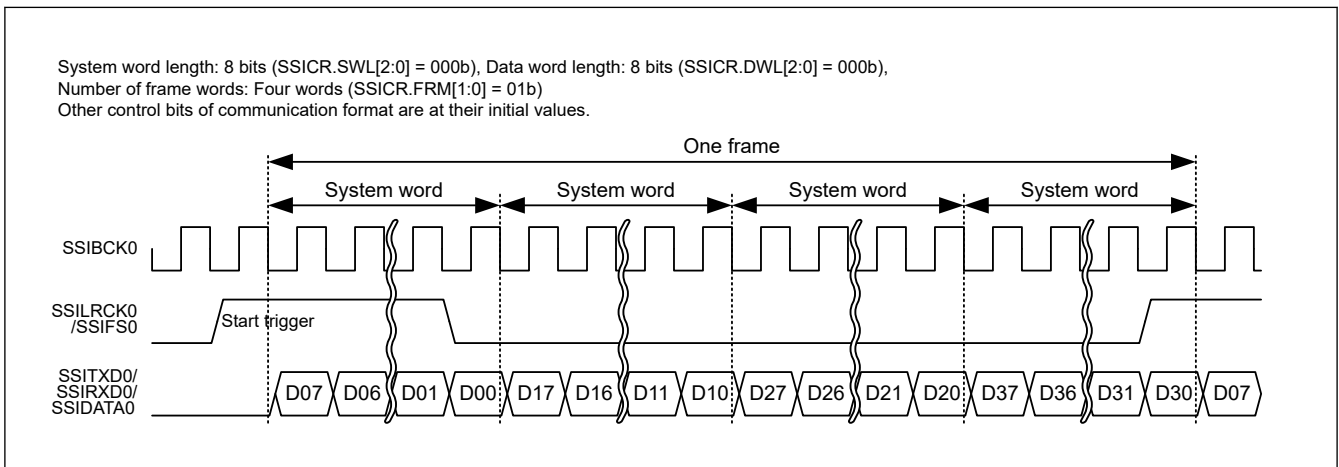 System word length: 8 bits (SSICR.SWL[2:0] = 000b), Data word length: 8 bits (SSICR.DWL[2:0] = 000b),
Number of frame words: Four words (SSICR.FRM[1:0] = 01b)
Other control bits of communication format are at their initial values.
One frame
System word System word System word System word
SSIBCK0
SSILRCK0
/SSIFS0
Start trigger
SSITXD0/
SSIRXD0/
SSIDATA0
D07 D06 D01 D00 D17 D16 D11 D10 D27 D26 D21 D20 D37 D36 D31 D30 D07